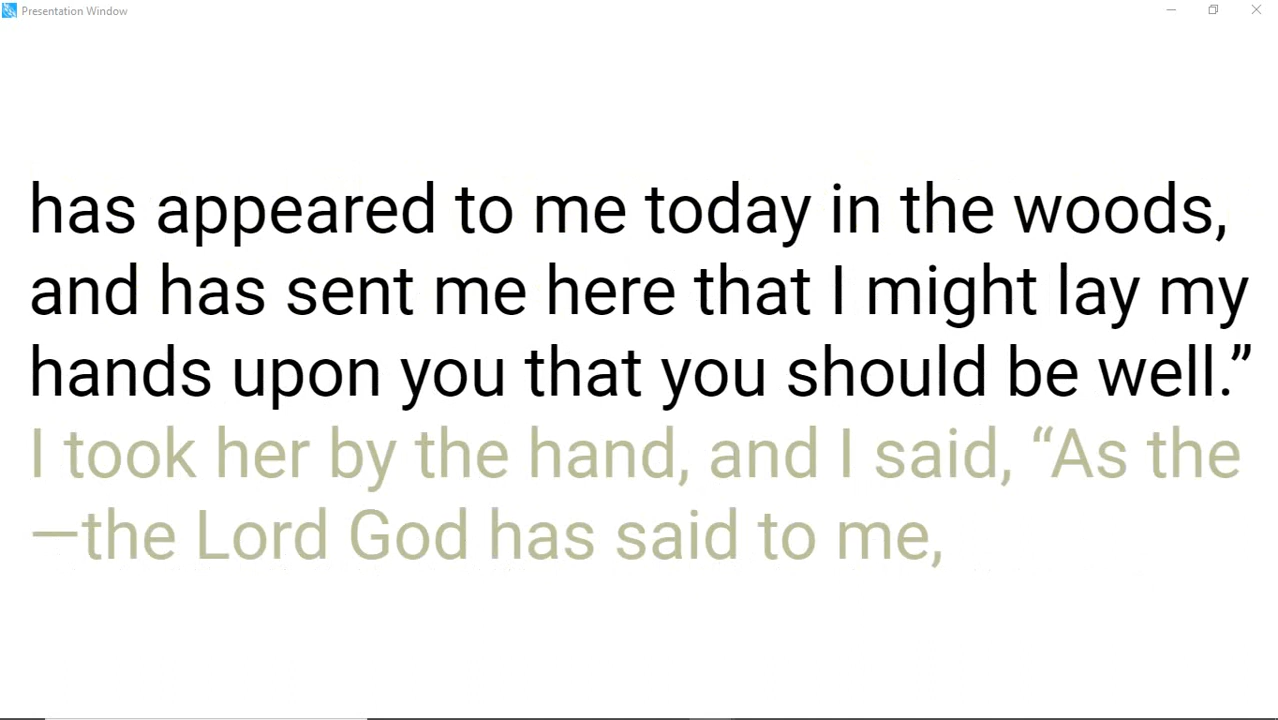 Presentation Window
has appeared to me today in the woods,
and has sent me here that I might lay my
hands upon you that you should be well.”
I took her by the hand, and I said, “As the
—the Lord God has said to me,